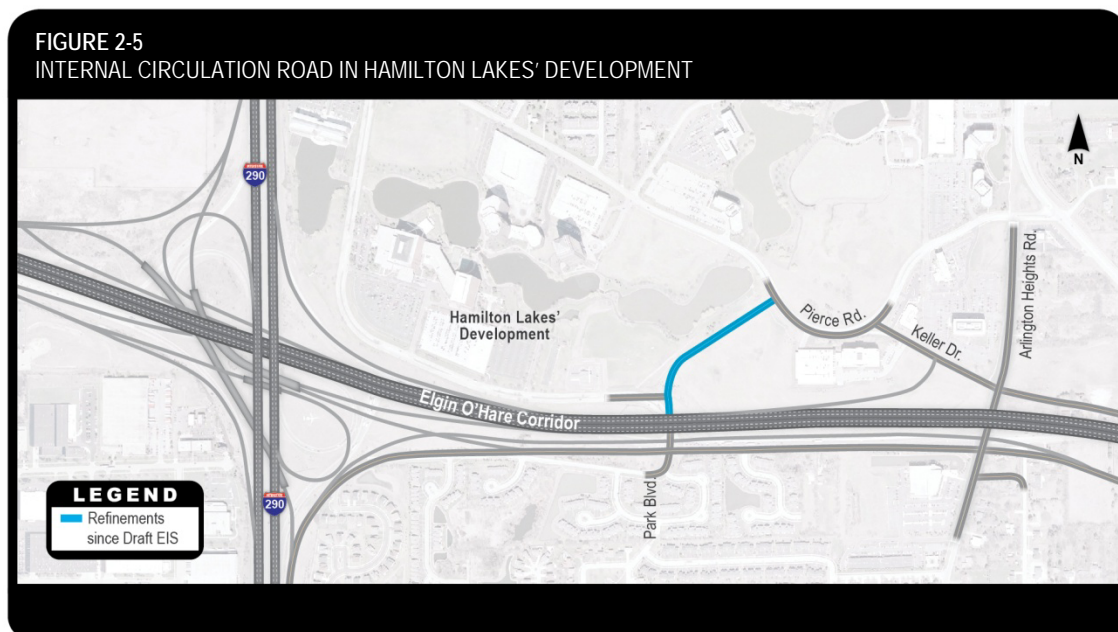 FIGURE 2-5
INTERNAL CIRCULATION ROAD IN HAMILTON LAKES' DEVELOPMENT
290
N
Arlington Heights Rd.
Hamilton Lakes'
Development
Pierce Rd.
Keller Dr.
Elgin O'Hare Corridor
290
Park Blvd.
LEGEND
Refinements
since Draft EIS